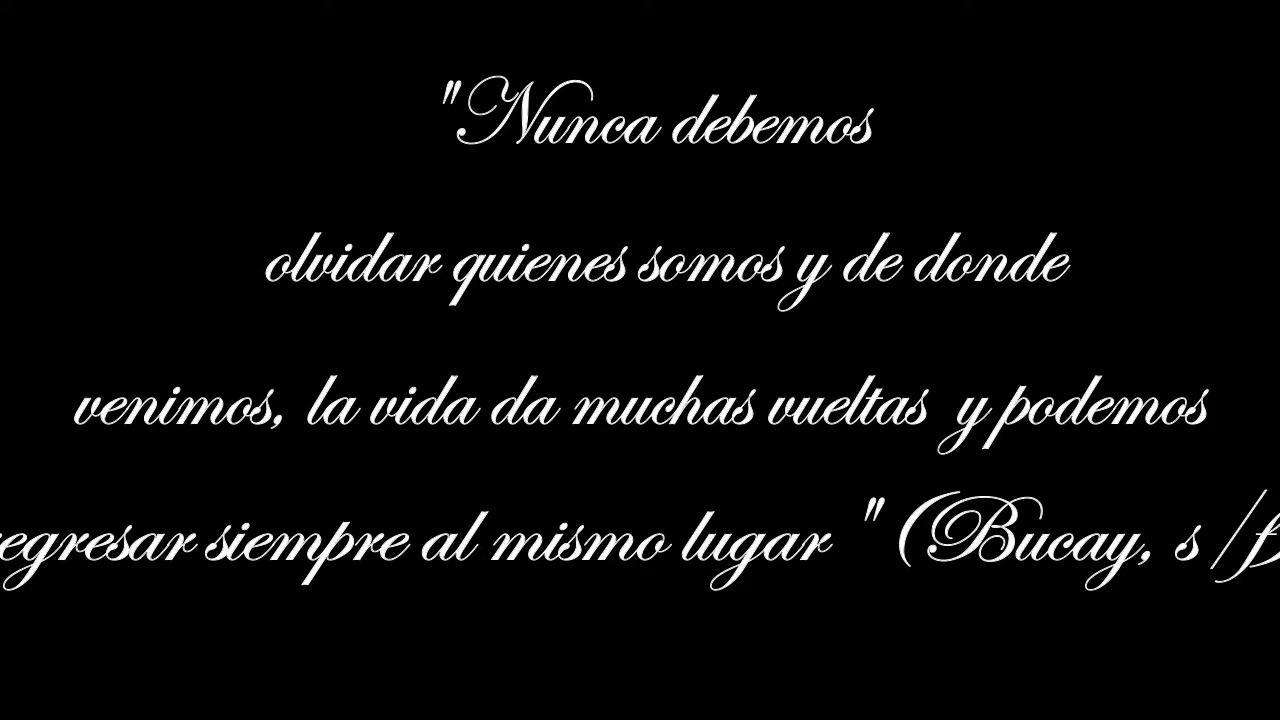 "Nunca debemos
olvidar quienes somos y de donde
venimos, la vida da muchas vueltas y podemos
regresar siempre al mismo lugar " (Bucay, s/f)